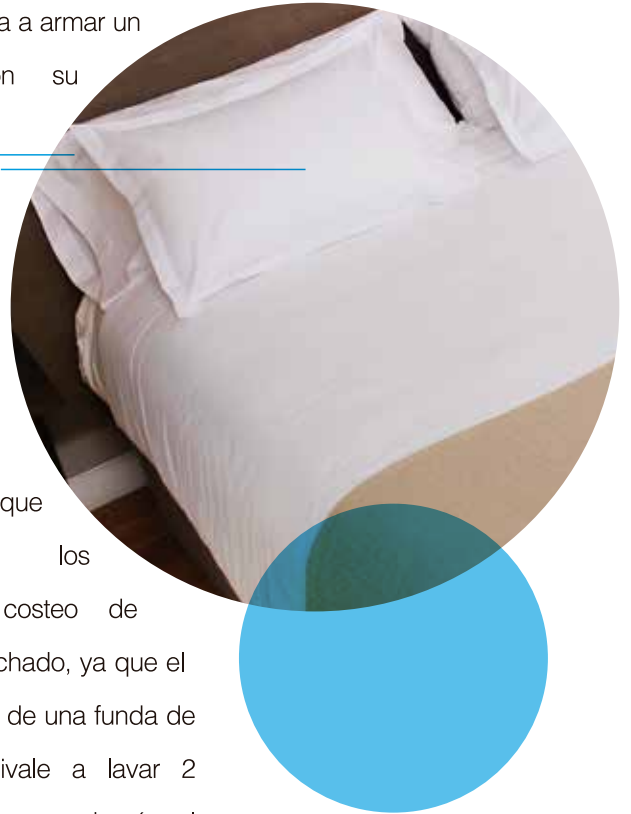 a a armar un
su
que
los
costeo de
chado, ya que el
de una funda de
ivale a lavar 2